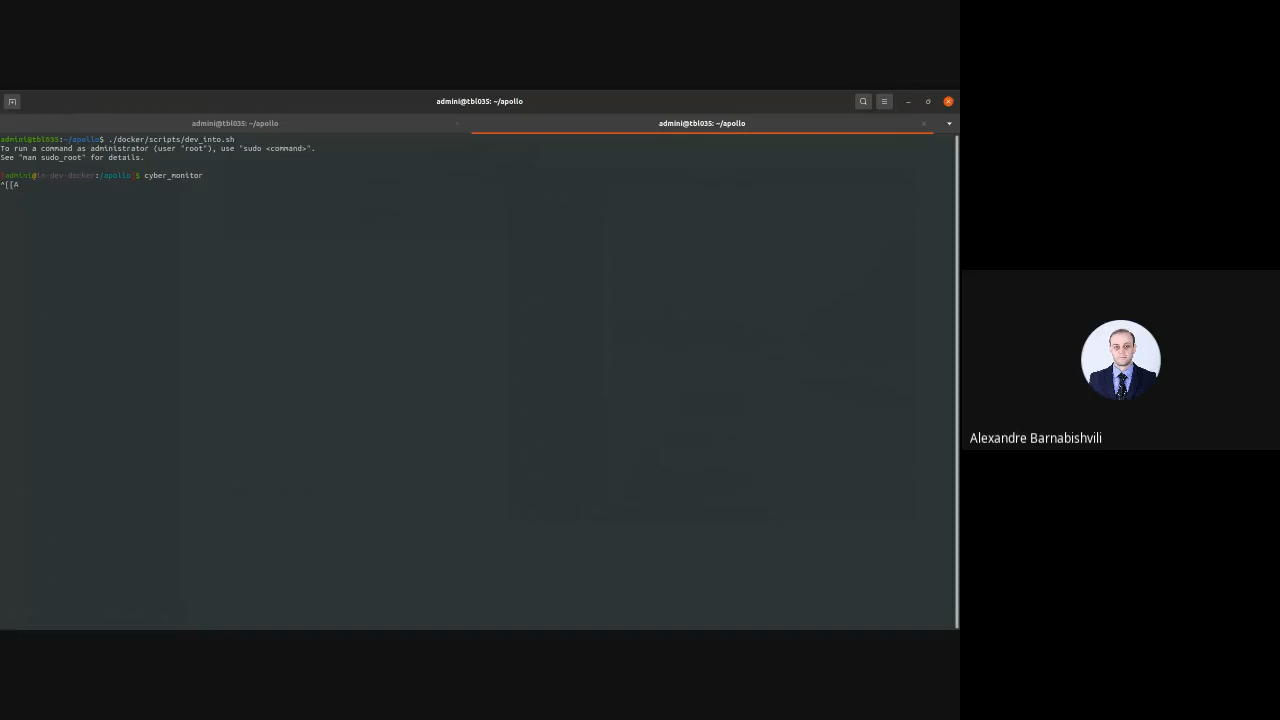 admini@tbl035: ~/apollo
admini@tbl035: ~/apollo
admini@tbl035: ~/apollo
admini@tbl035:~/apollo$ ./docker/scripts/dev_into.sh
To run a command as administrator (user "root"), use "sudo <command>".
See "man sudo_root" for details.
[admini@in-dev-docker:/apollo]$ cyber_monitor
^[[A
Alexandre Barnabishvili